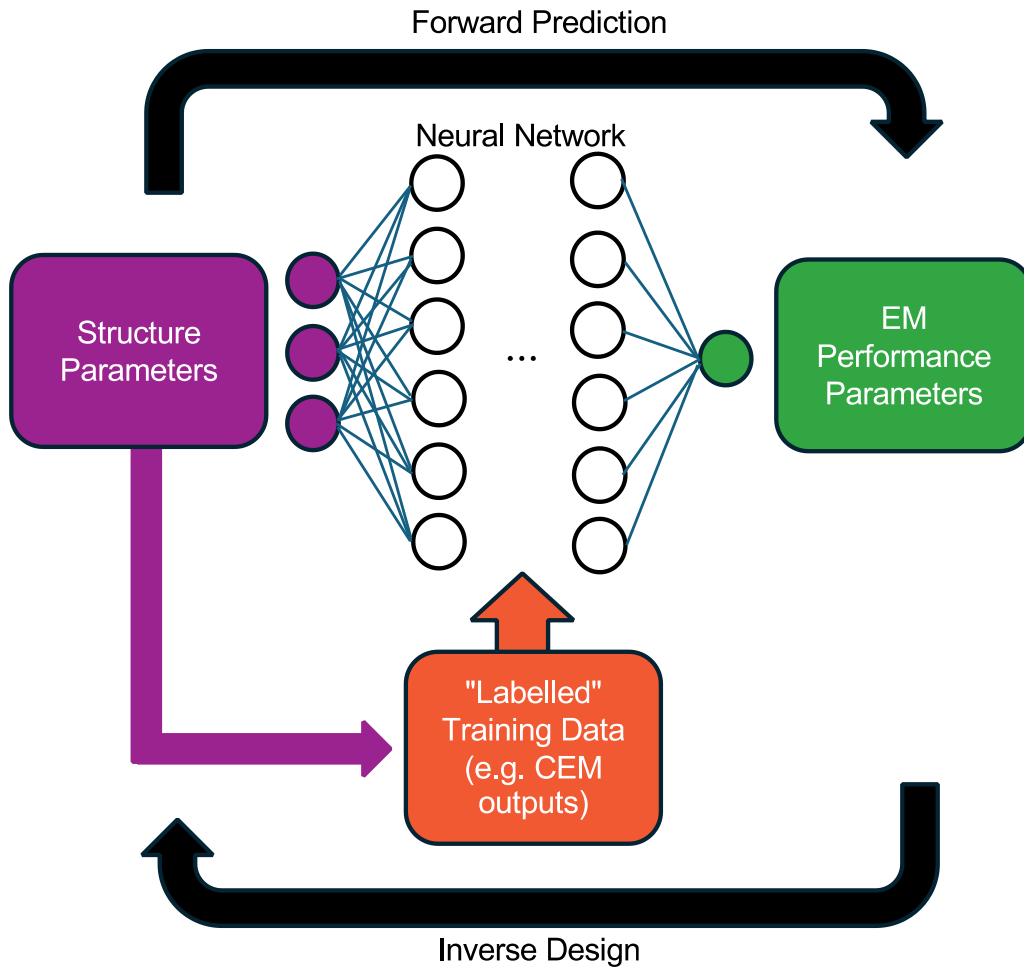 Forward Prediction
Neural Network
Structure
Parameters
...
EM
Performance
Parameters
"Labelled"
Training Data
(e.g. CEM
outputs)
Inverse Design